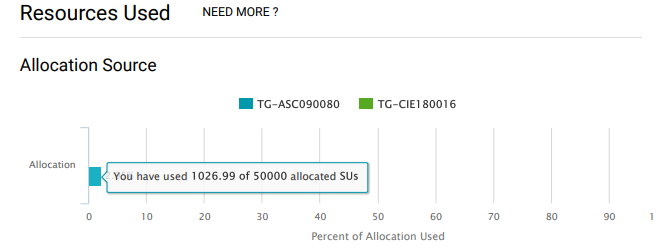 Resources Used NEED MORE ?
Allocation Source
TG-ASC090080 TG-CIE180016
Allocation
You have used 1026.99 of 50000 allocated SUs
0 10 20 30 40 50 60 70 80 90 1
Percent of Allocation Used